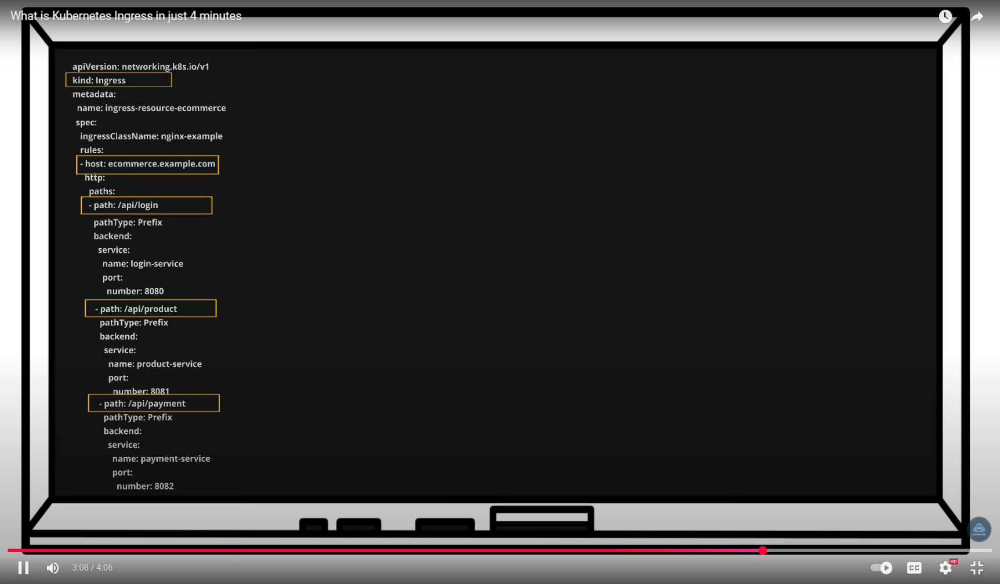 What is Kubernetes Ingress in just 4 minutes
apiVersion: networking.k8s.io/v1
kind: Ingress
metadata:
name: ingress-resource-ecommerce
spec:
ingressClassName: nginx-example
rules:
- host: ecommerce.example.com
http:
paths:
- path: /api/login
pathType: Prefix
backend:
service:
name: login-service
port:
number: 8080
- path: /api/product
pathType: Prefix
backend:
service:
name: product-service
port:
number: 8081
- path: /api/payment
pathType: Prefix
backend:
service:
name: payment-service
port:
number: 8082
3:08 / 4:06
CC
HD